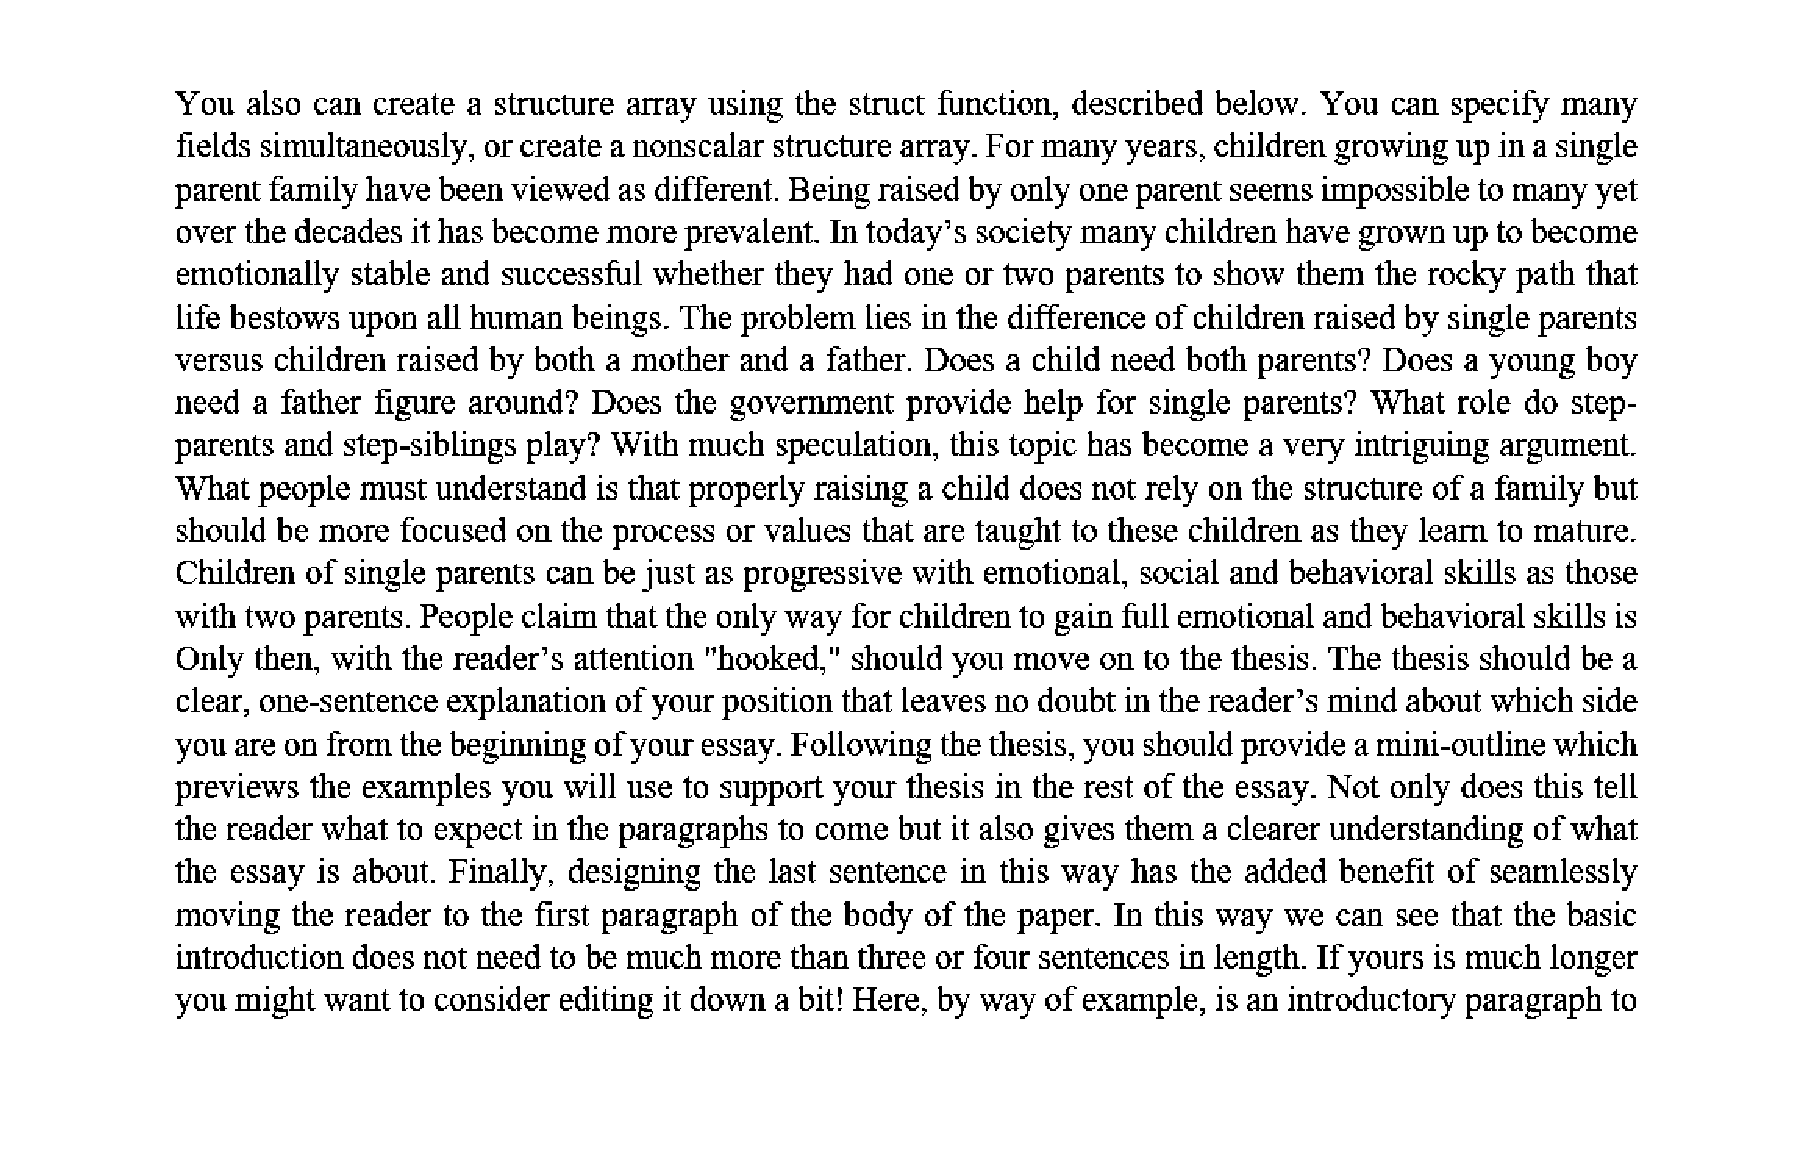 You also can create a structure array using the struct function, described below. You can specify many
fields simultaneously, or create a nonscalar structure array. For many years, children growing up in a single
parent family have been viewed as different. Being raised by only one parent seems impossible to many yet
over the decades it has become more prevalent. In today’s society many children have grown up to become
emotionally stable and successful whether they had one or two parents to show them the rocky path that
life bestows upon all human beings. The problem lies in the difference of children raised by single parents
versus children raised by both a mother and a father. Does a child need both parents? Does a young boy
need a father figure around? Does the government provide help for single parents? What role do step-
parents and step-siblings play? With much speculation, this topic has become a very intriguing argument.
What people must understand is that properly raising a child does not rely on the structure of a family but
should be more focused on the process or values that are taught to these children as they learn to mature.
Children of single parents can be just as progressive with emotional, social and behavioral skills as those
with two parents. People claim that the only way for children to gain full emotional and behavioral skills is
Only then, with the reader’s attention "hooked," should you move on to the thesis. The thesis should be a
clear, one-sentence explanation of your position that leaves no doubt in the reader’s mind about which side
you are on from the beginning of your essay. Following the thesis, you should provide a mini-outline which
previews the examples you will use to support your thesis in the rest of the essay. Not only does this tell
the reader what to expect in the paragraphs to come but it also gives them a clearer understanding of what
the essay is about. Finally, designing the last sentence in this way has the added benefit of seamlessly
moving the reader to the first paragraph of the body of the paper. In this way we can see that the basic
introduction does not need to be much more than three or four sentences in length. If yours is much longer
you might want to consider editing it down a bit! Here, by way of example, is an introductory paragraph to